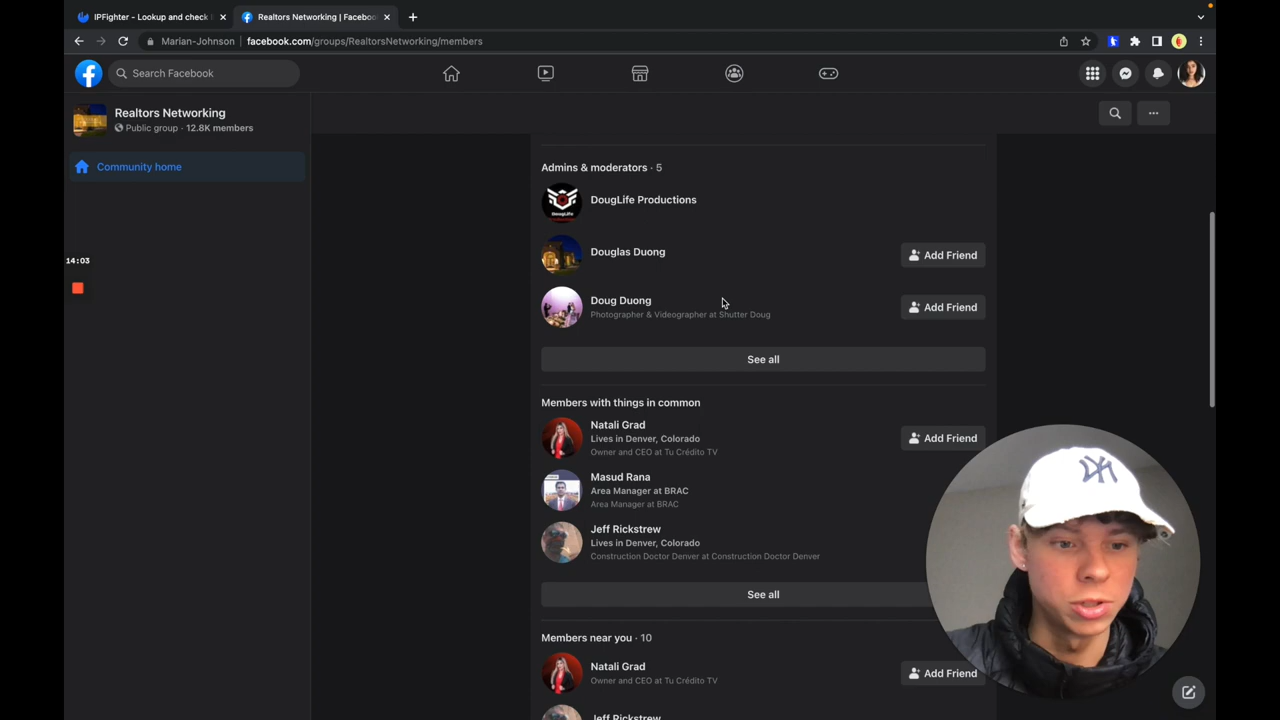 IPFighter - Lookup and check
Realtors Networking | Facebo
Marian-Johnson
facebook.com/groups/RealtorsNetworking/members
Search Facebook
Realtors Networking
Public group · 12.8K members
Community home
14:03
Admins & moderators · 5
DougLife Productions
DougLife
Douglas Duong
Add Friend
Doug Duong
Photographer & Videographer at Shutter Doug
Add Friend
See all
Members with things in common
Natali Grad
Lives in Denver, Colorado
Owner and CEO at Tu Crédito TV
Add Friend
Masud Rana
Area Manager at BRAC
Area Manager at BRAC
Jeff Rickstrew
Lives in Denver, Colorado
Construction Doctor Denver at Construction Doctor Denver
See all
Members near you · 10
Natali Grad
Owner and CEO at Tu Crédito TV
Add Friend
Jeff Rickstrew